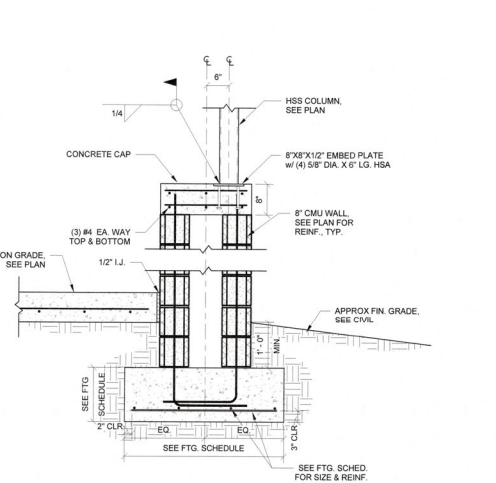 ℄ ℄
6"
HSS COLUMN,
SEE PLAN
1/4
CONCRETE CAP
8"X8"X1/2" EMBED PLATE
w/ (4) 5/8" DIA. X 6" LG. HSA
8"
8" CMU WALL,
SEE PLAN FOR
REINF., TYP.
(3) #4 EA. WAY
TOP & BOTTOM
ON GRADE,
SEE PLAN
1/2" I.J.
APPROX FIN. GRADE,
SEE CIVIL
1' - 0"
MIN.
SEE FTG
SCHEDULE
2" CLR
EQ. EQ.
3" CLR
SEE FTG. SCHEDULE
SEE FTG. SCHED.
FOR SIZE & REINF.